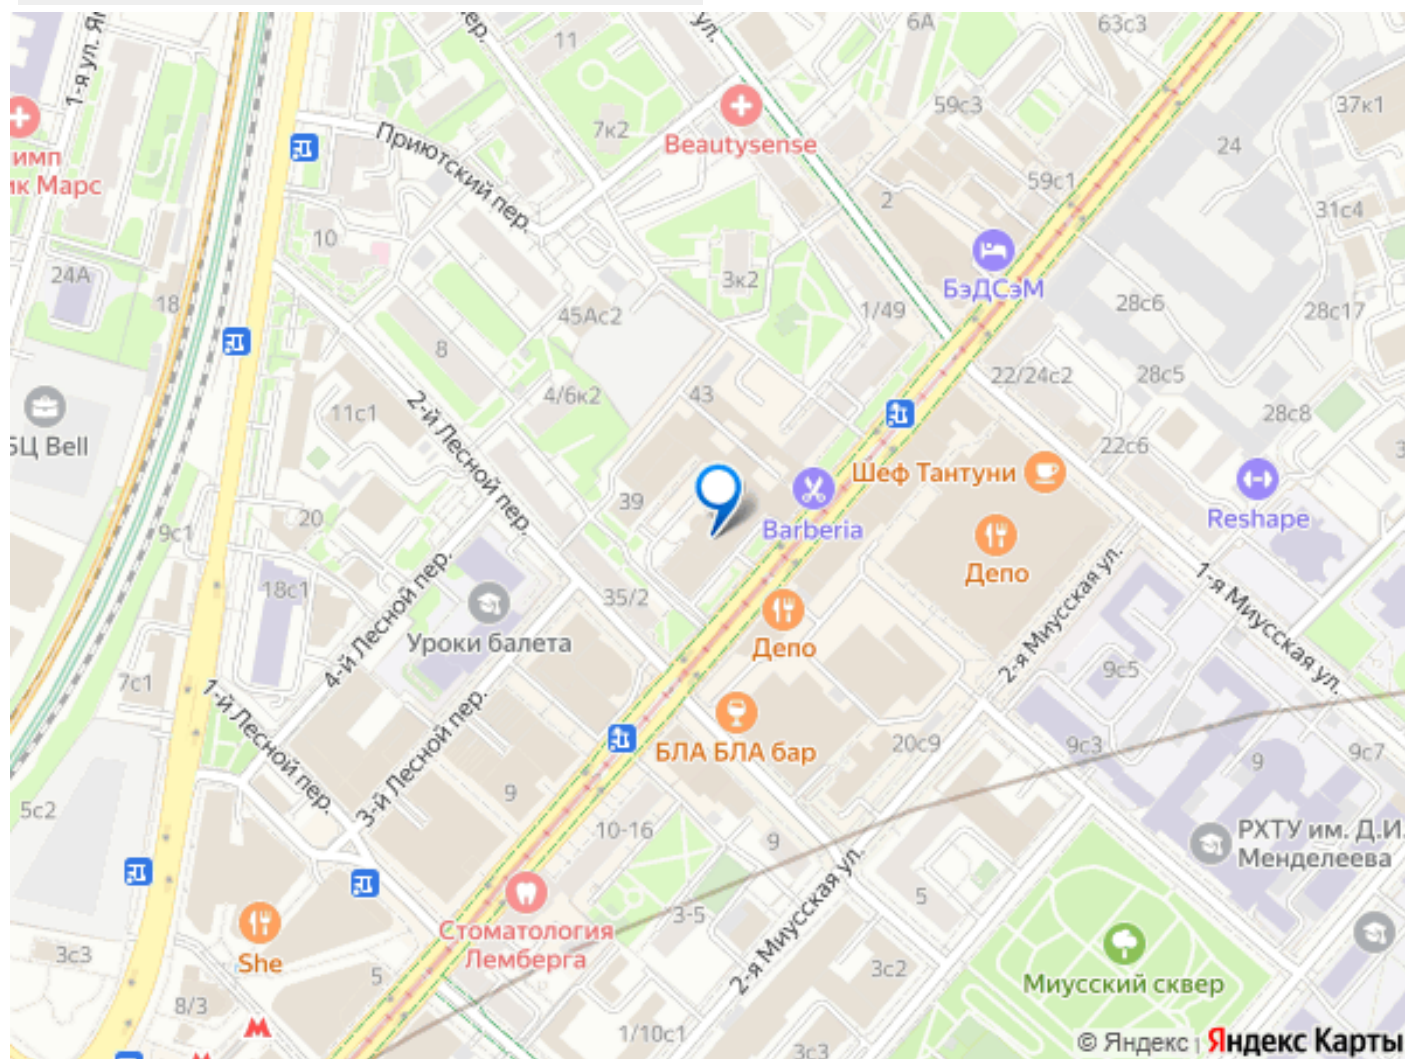 11
6А
63с3
37к1
59с3
7к2
Beautysense
24
Приютский пер.
имп
ик Марс
1-я ул. Я
пер.
ул.
59с1
2
31с4
10
24А
18
3к2
БэДСэМ
45Ас2
1/49
28с6
28с17
8
22/24с2
28с5
4/6к2
43
11с1
28с8
БЦ Bell
2-й Лесной пер.
22с6
Шеф Тантуни
39
Barberia
Reshape
20
9с1
Депо
18с1
35/2
4-й Лесной пер.
Уроки балета
Депо
2-я Миусская ул.
1-я Миусская ул.
9с5
7с1
1-й Лесной пер.
3-й Лесной пер.
БЛА БЛА бар
20с9
9с3
9
9с7
5с2
9
10-16
9
РХТУ им. Д.И.
Менделеева
5
3-5
Стоматология
Лемберга
2-я Миусская ул.
3с3
She
5
3с2
Миусский сквер
8/3
1/10с1
3с3
© Яндекс Яндекс Карты